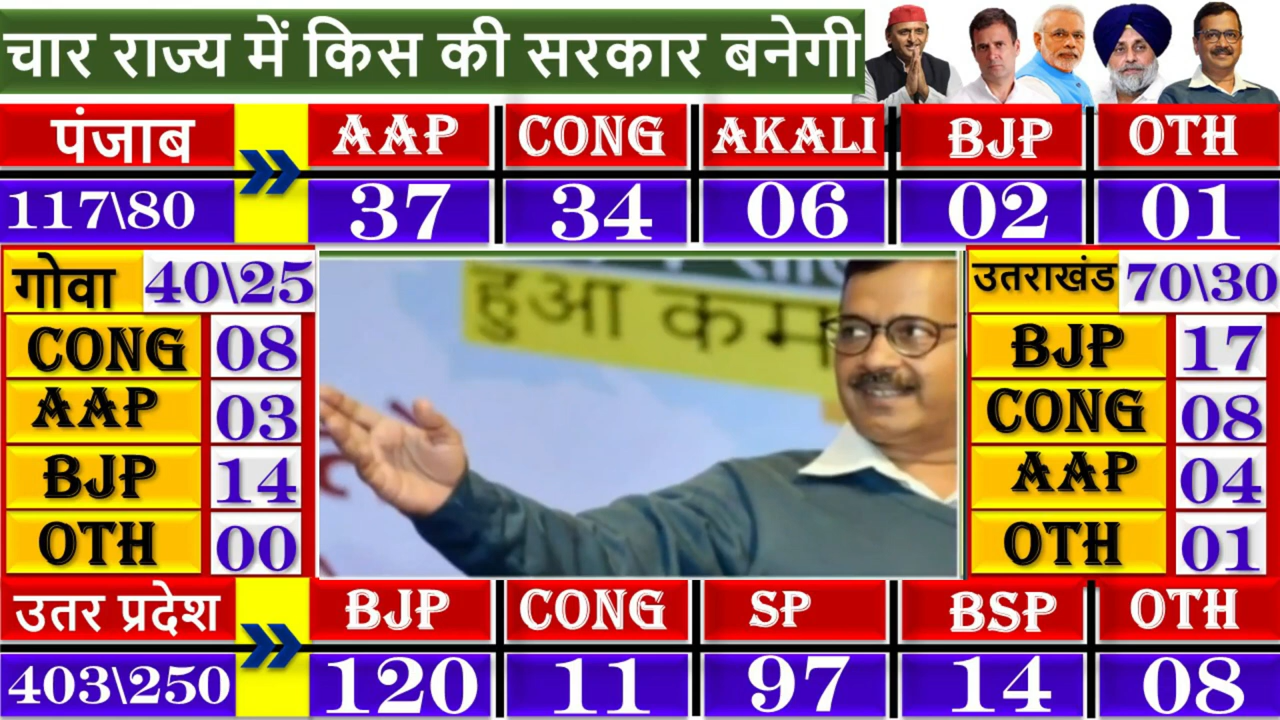 चार राज्य में किस की सरकार बनेगी
पंजाब AAP CONG AKALI BJP OTH
117\80 37 34 06 02 01
गोवा 40\25
CONG 08
AAP 03
BJP 14
OTH 00
हुआ कम
उतराखंड 70\30
BJP 17
CONG 08
AAP 04
OTH 01
उतर प्रदेश BJP CONG SP BSP OTH
403\250 120 11 97 14 08